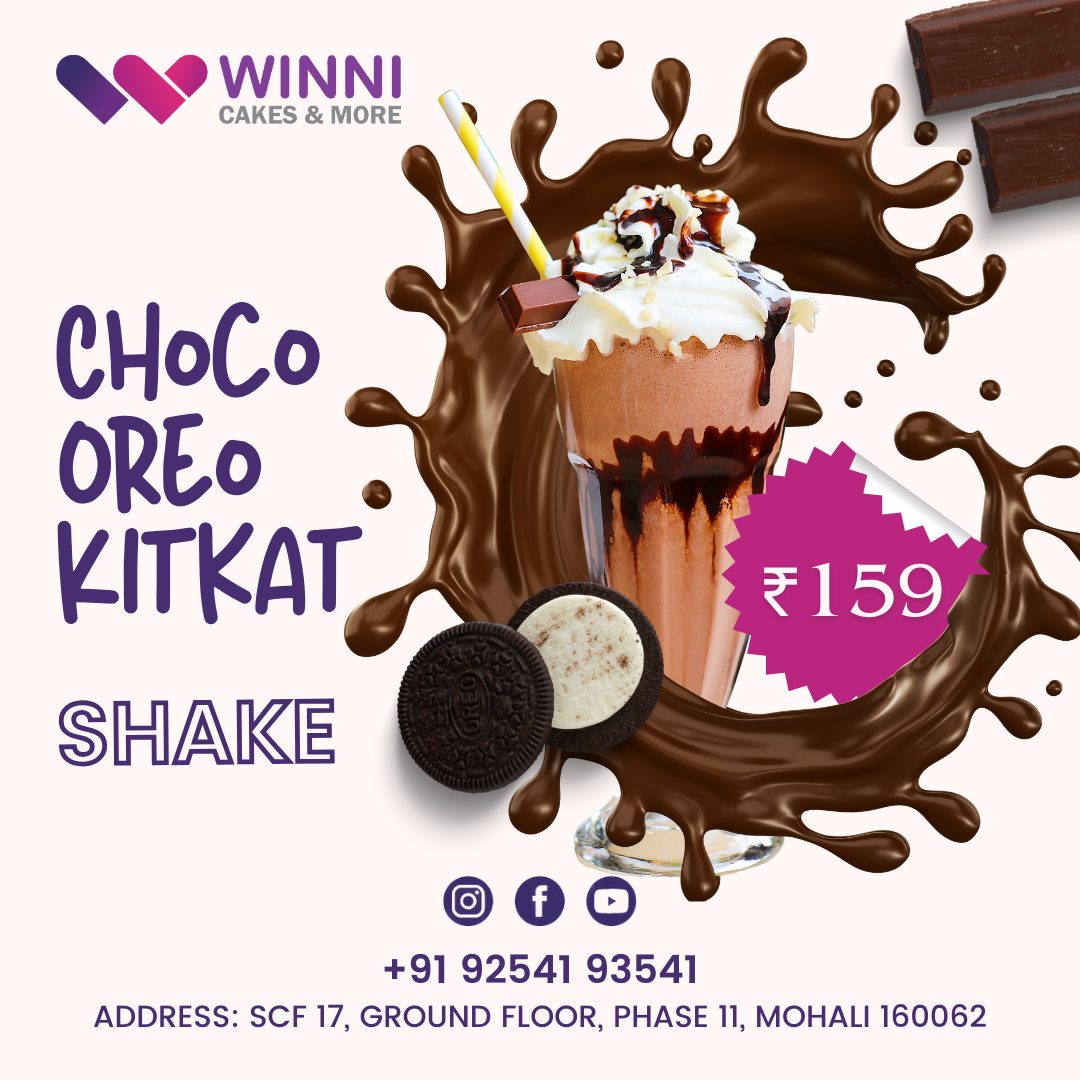 WINNI
CAKES & MORE
CHoCo
OREo
KITKAT
SHAKE
₹159
OREO
+91 92541 93541
ADDRESS: SCF 17, GROUND FLOOR, PHASE 11, MOHALI 160062